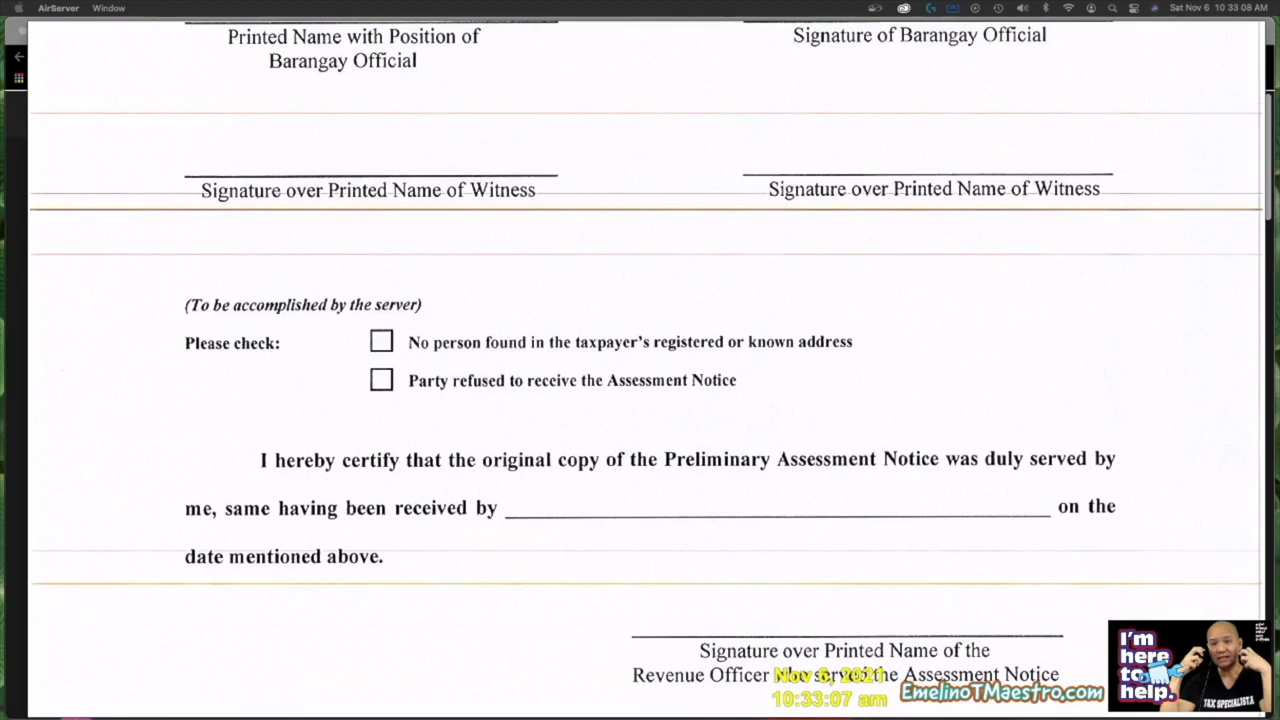 AirServer Window Sat Nov 6 10 33 08 AM
Printed Name with Position of
Barangay Official
Signature of Barangay Official
Signature over Printed Name of Witness
Signature over Printed Name of Witness
(To be accomplished by the server)
Please check:
No person found in the taxpayer's registered or known address
Party refused to receive the Assessment Notice
I hereby certify that the original copy of the Preliminary Assessment Notice was duly served by
me, same having been received by on the
date mentioned above.
Signature over Printed Name of the
Revenue Officer who served the Assessment Notice
Nov 6, 2021
10:33:07 am
EmelinoTMaestro.com
I'm
here
to
help.
TAX SPECIALISTA